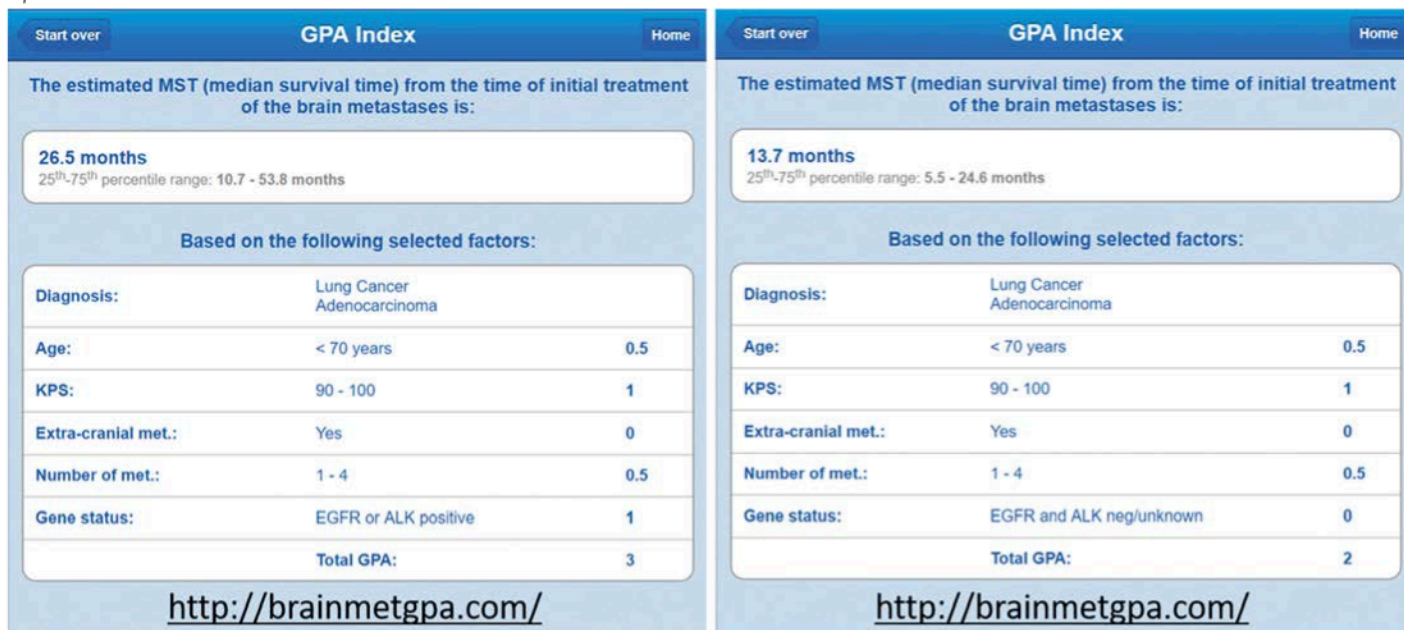 Start over
GPA Index
Home
The estimated MST (median survival time) from the time of initial treatment
of the brain metastases is:
26.5 months
25th-75th percentile range: 10.7 - 53.8 months
Based on the following selected factors:
Diagnosis: Lung Cancer
Adenocarcinoma
Age: < 70 years 0.5
KPS: 90 - 100 1
Extra-cranial met.: Yes 0
Number of met.: 1 - 4 0.5
Gene status: EGFR or ALK positive 1
Total GPA: 3
http://brainmetgpa.com/
Start over
GPA Index
Home
The estimated MST (median survival time) from the time of initial treatment
of the brain metastases is:
13.7 months
25th-75th percentile range: 5.5 - 24.6 months
Based on the following selected factors:
Diagnosis: Lung Cancer
Adenocarcinoma
Age: < 70 years 0.5
KPS: 90 - 100 1
Extra-cranial met.: Yes 0
Number of met.: 1 - 4 0.5
Gene status: EGFR and ALK neg/unknown 0
Total GPA: 2
http://brainmetgpa.com/